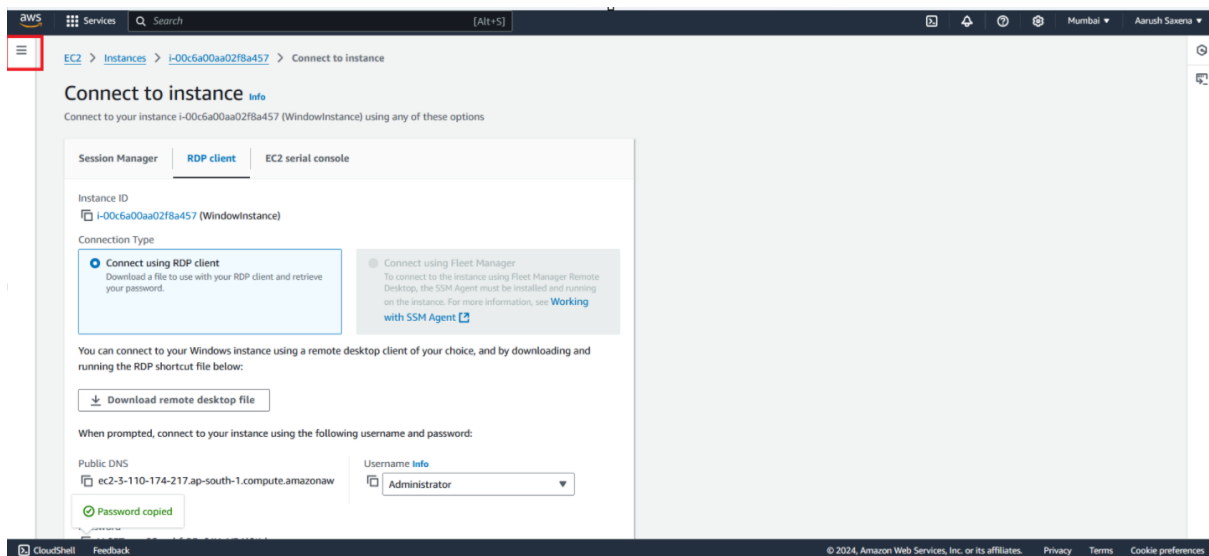 aws Services Search [Alt+S] Mumbai Aarush Saxena
EC2 > Instances > i-00c6a00aa02f8a457 > Connect to instance
Connect to instance Info
Connect to your instance i-00c6a00aa02f8a457 (WindowInstance) using any of these options
Session Manager RDP client EC2 serial console
Instance ID
i-00c6a00aa02f8a457 (WindowInstance)
Connection Type
Connect using RDP client
Download a file to use with your RDP client and retrieve
your password.
Connect using Fleet Manager
To connect to the instance using Fleet Manager Remote
Desktop, the SSM Agent must be installed and running
on the instance. For more information, see Working
with SSM Agent
You can connect to your Windows instance using a remote desktop client of your choice, and by downloading and
running the RDP shortcut file below:
Download remote desktop file
When prompted, connect to your instance using the following username and password:
Public DNS
ec2-3-110-174-217.ap-south-1.compute.amazonaw
Username Info
Administrator
Password copied
CloudShell Feedback © 2024, Amazon Web Services, Inc. or its affiliates. Privacy Terms Cookie preferences